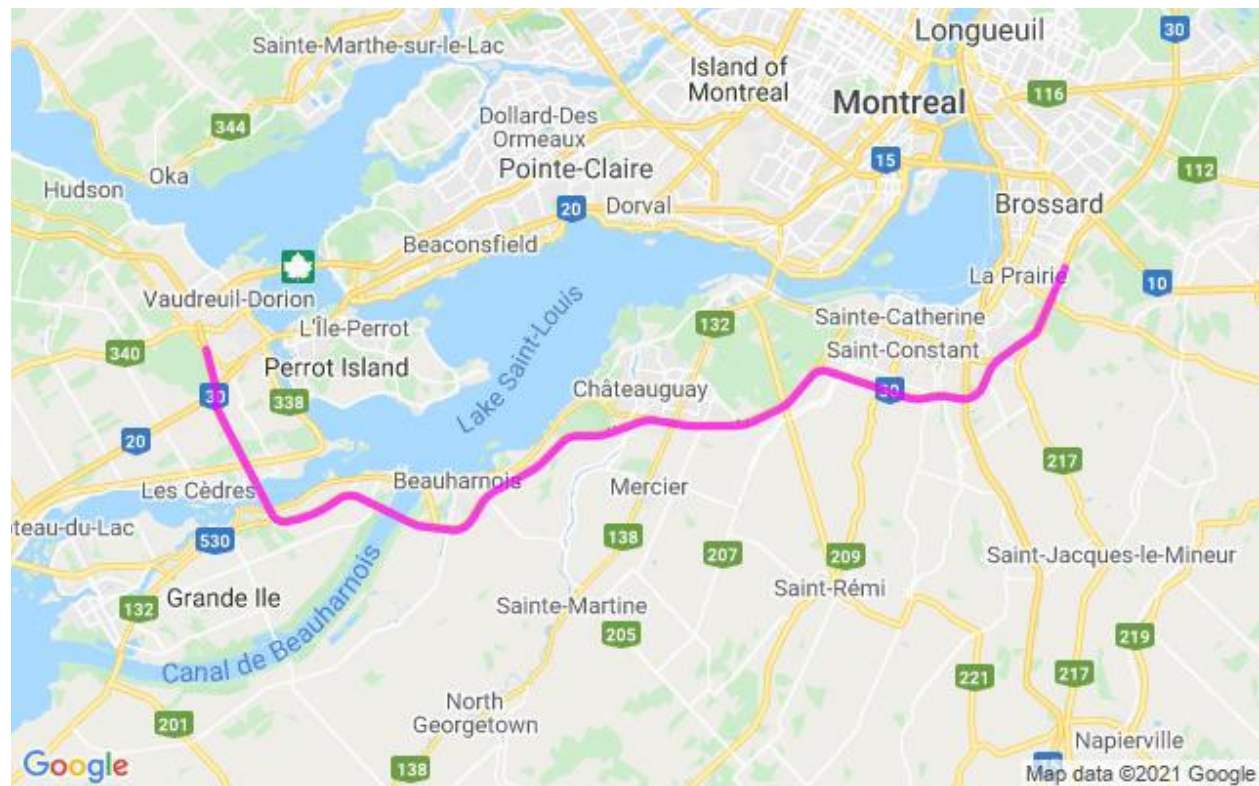 Sainte-Marthe-sur-le-Lac
Longueuil
30
Island of
Montreal
Montreal
116
Dollard-Des
Ormeaux
344
15
Pointe-Claire
112
Oka
Hudson
20
Dorval
Brossard
Beaconsfield
La Prairie
10
Vaudreuil-Dorion
L'Île-Perrot
132
Sainte-Catherine
340
Perrot Island
Lake Saint-Louis
Saint-Constant
30
338
Châteauguay
30
20
217
Les Cèdres
Beauharnois
Mercier
oteau-du-Lac
530
138
207
209
Saint-Jacques-le-Mineur
132
Grande Ile
Canal de Beauharnois
Sainte-Martine
Saint-Rémi
205
219
221
217
201
North
Georgetown
Napierville
Google
138
15
Map data ©2021 Google